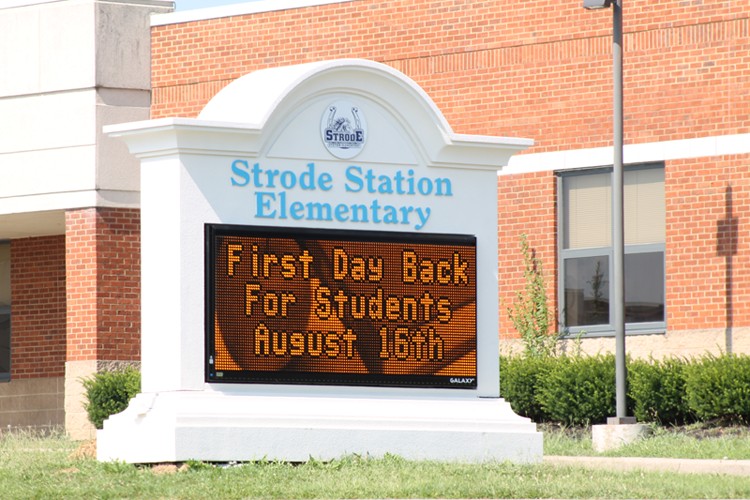 STRODE
Strode Station
Elementary
First Day Back
For Students
August 16th
GALAXY